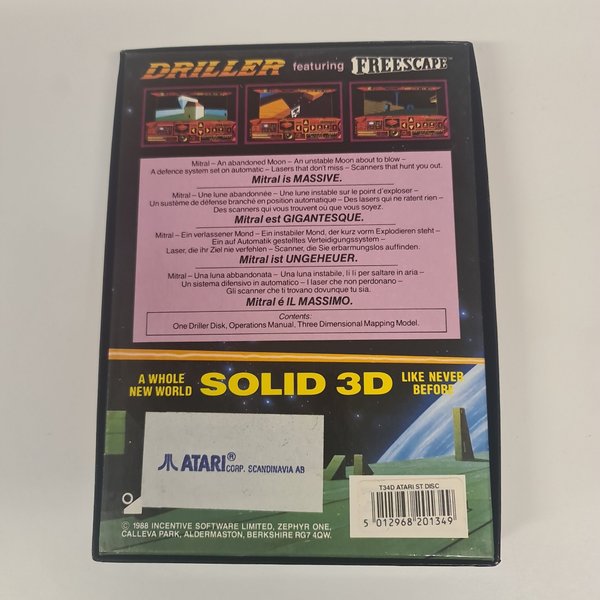 DRILLER featuring FREESCAPE™
Mitral – An abandoned Moon – An unstable Moon about to blow –
A defence system set on automatic – Lasers that don't miss – Scanners that hunt you out.
Mitral is MASSIVE.
Mitral – Une lune abandonnée – Une lune instable sur le point d'exploser –
Un sustème de défense branché en position automatique – Des lasers qui ne ratent rien –
Des scanners qui vous trouvent où que vous soyez.
Mitral est GIGANTESQUE.
Mitral – Ein verlassener Mond – Ein instabiler Mond, der kurz vorm Explodieren steht –
Ein auf Automatik gestelltes Verteidigungssystem –
Laser, die ihr Ziel nie verfehlen – Scanner, die Sie erbarmungslos auffinden.
Mitral ist UNGEHEUER.
Mitral – Una luna abbandonata – Una luna instabile, lí lí per saltare in aria –
Un sistema difensivo in automatico – I laser che non perdonano –
Gli scanner che ti trovano dovunque tu sia.
Mitral é IL MASSIMO.
Contents:
One Driller Disk, Operations Manual, Three Dimensional Mapping Model.
A WHOLE
NEW WORLD
SOLID 3D
LIKE NEVER
BEFORE
ATARI® CORP. SCANDINAVIA AB
T34D ATARI ST DISC
5 012968 201349
© 1988 INCENTIVE SOFTWARE LIMITED, ZEPHYR ONE,
CALLEVA PARK, ALDERMASTON, BERKSHIRE RG7 4QW.